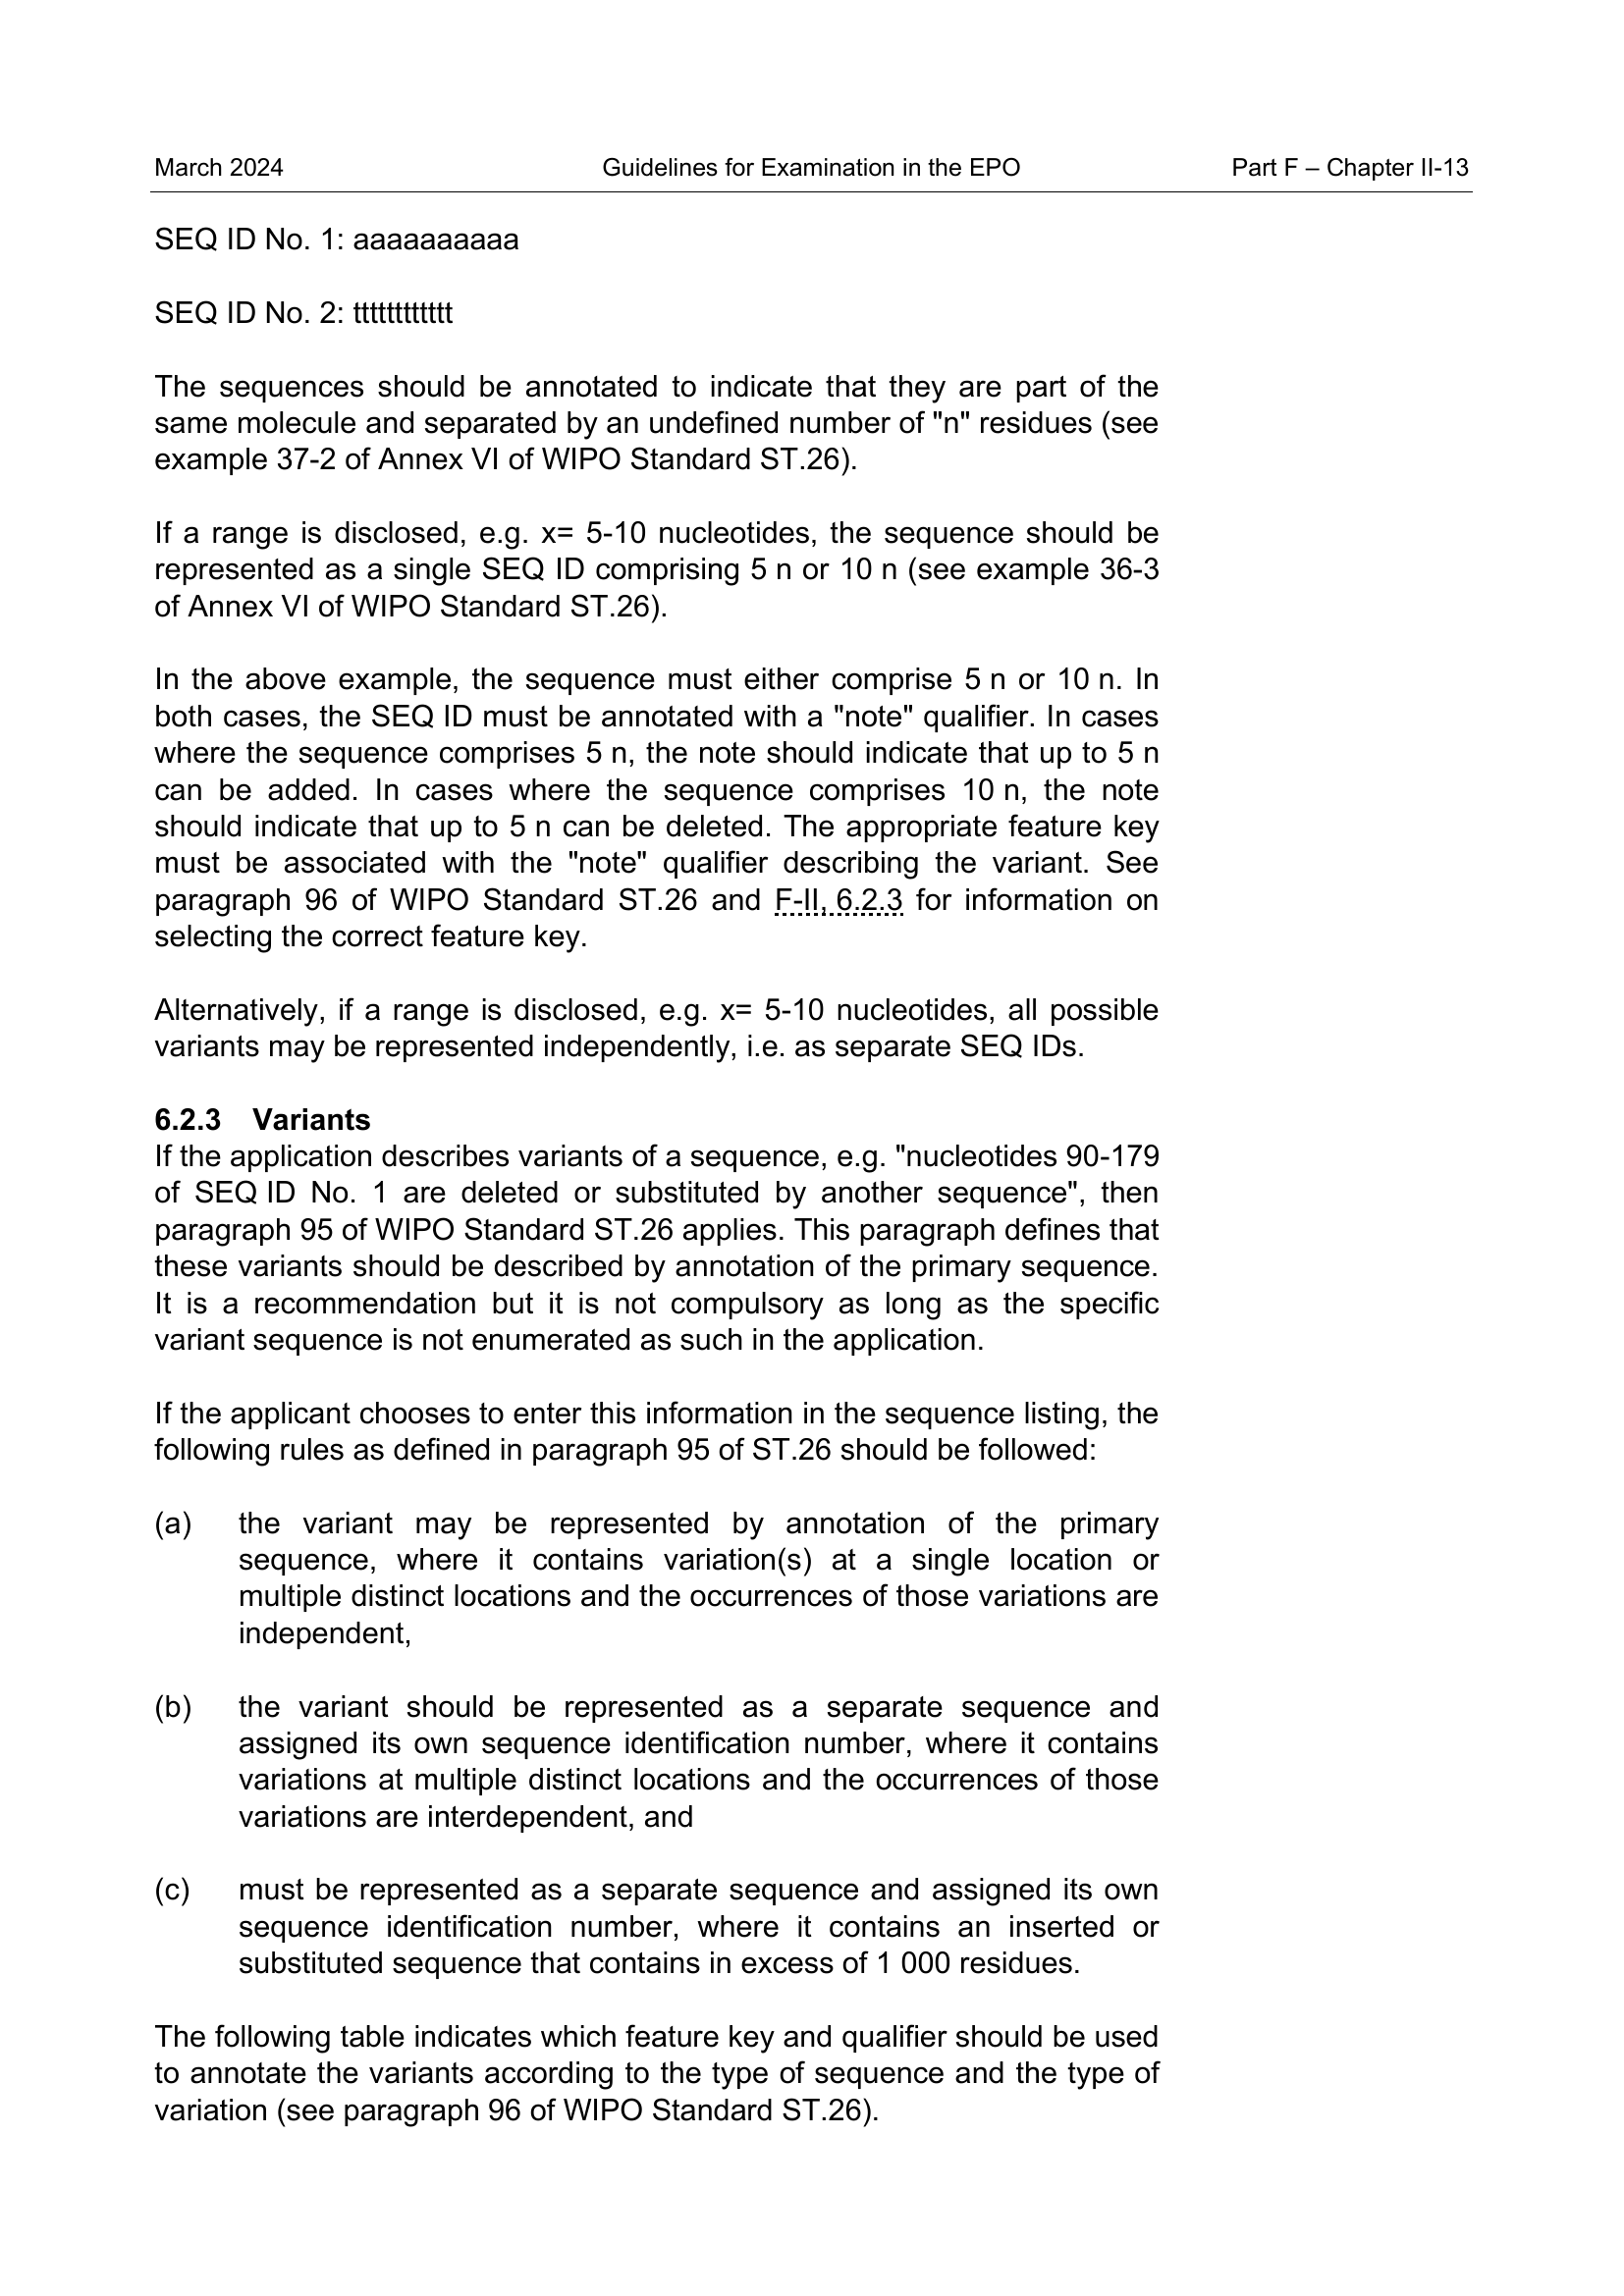 March 2024 Guidelines for Examination in the EPO Part F – Chapter II-13
SEQ ID No. 1: aaaaaaaaaa
SEQ ID No. 2: tttttttttttt
The sequences should be annotated to indicate that they are part of the
same molecule and separated by an undefined number of "n" residues (see
example 37-2 of Annex VI of WIPO Standard ST.26).
If a range is disclosed, e.g. x= 5-10 nucleotides, the sequence should be
represented as a single SEQ ID comprising 5 n or 10 n (see example 36-3
of Annex VI of WIPO Standard ST.26).
In the above example, the sequence must either comprise 5 n or 10 n. In
both cases, the SEQ ID must be annotated with a "note" qualifier. In cases
where the sequence comprises 5 n, the note should indicate that up to 5 n
can be added. In cases where the sequence comprises 10 n, the note
should indicate that up to 5 n can be deleted. The appropriate feature key
must be associated with the "note" qualifier describing the variant. See
paragraph 96 of WIPO Standard ST.26 and F-II, 6.2.3 for information on
selecting the correct feature key.
Alternatively, if a range is disclosed, e.g. x= 5-10 nucleotides, all possible
variants may be represented independently, i.e. as separate SEQ IDs.
6.2.3 Variants
If the application describes variants of a sequence, e.g. "nucleotides 90-179
of SEQ ID No. 1 are deleted or substituted by another sequence", then
paragraph 95 of WIPO Standard ST.26 applies. This paragraph defines that
these variants should be described by annotation of the primary sequence.
It is a recommendation but it is not compulsory as long as the specific
variant sequence is not enumerated as such in the application.
If the applicant chooses to enter this information in the sequence listing, the
following rules as defined in paragraph 95 of ST.26 should be followed:
(a) the variant may be represented by annotation of the primary
sequence, where it contains variation(s) at a single location or
multiple distinct locations and the occurrences of those variations are
independent,
(b) the variant should be represented as a separate sequence and
assigned its own sequence identification number, where it contains
variations at multiple distinct locations and the occurrences of those
variations are interdependent, and
(c) must be represented as a separate sequence and assigned its own
sequence identification number, where it contains an inserted or
substituted sequence that contains in excess of 1 000 residues.
The following table indicates which feature key and qualifier should be used
to annotate the variants according to the type of sequence and the type of
variation (see paragraph 96 of WIPO Standard ST.26).